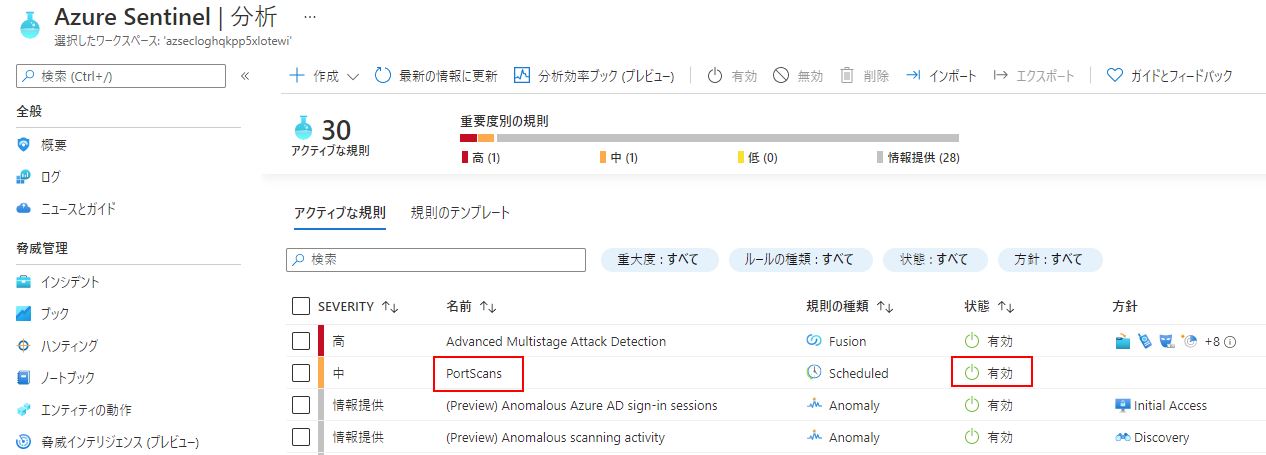 Azure Sentinel | 分析 …
選択したワークスペース: 'azsecloghqkpp5xlotewi'
検索 (Ctrl+/) «
作成 最新の情報に更新 分析効率ブック (プレビュー) 有効 無効 削除 インポート エクスポート ガイドとフィードバック
全般
概要
ログ
ニュースとガイド
脅威管理
インシデント
ブック
ハンティング
ノートブック
エンティティの動作
脅威インテリジェンス (プレビュー)
30
アクティブな規則
重要度別の規則
高 (1) 中 (1) 低 (0) 情報提供 (28)
アクティブな規則 規則のテンプレート
検索 重大度 : すべて ルールの種類 : すべて 状態 : すべて 方針 : すべて
SEVERITY ↑↓ 名前 ↑↓ 規則の種類 ↑↓ 状態 ↑↓ 方針
高 Advanced Multistage Attack Detection Fusion 有効 +8
中 PortScans Scheduled 有効
情報提供 (Preview) Anomalous Azure AD sign-in sessions Anomaly 有効 Initial Access
情報提供 (Preview) Anomalous scanning activity Anomaly 有効 Discovery